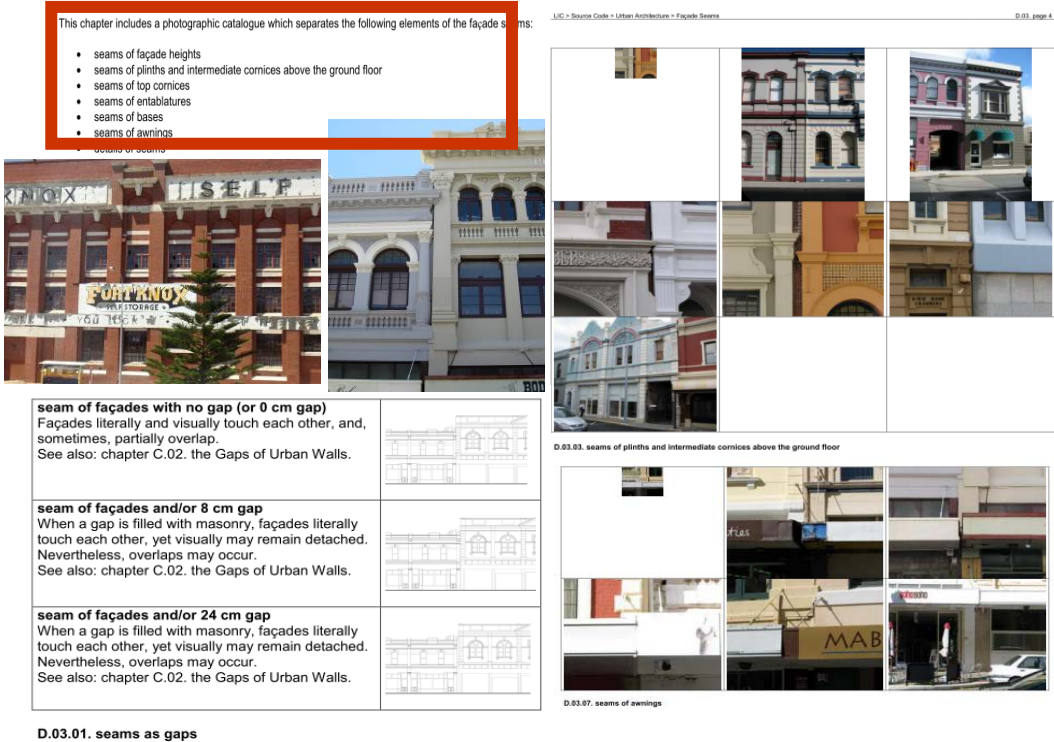 This chapter includes a photographic catalogue which separates the following elements of the façade seams:
• seams of façade heights
• seams of plinths and intermediate cornices above the ground floor
• seams of top cornices
• seams of entablatures
• seams of bases
• seams of awnings
• details of seams
KNOX SELF
FORT KNOX
SELF STORAGE
YOU LOCK
BOD
seam of façades with no gap (or 0 cm gap)
Façades literally and visually touch each other, and,
sometimes, partially overlap.
See also: chapter C.02. the Gaps of Urban Walls.
seam of façades and/or 8 cm gap
When a gap is filled with masonry, façades literally
touch each other, yet visually may remain detached.
Nevertheless, overlaps may occur.
See also: chapter C.02. the Gaps of Urban Walls.
seam of façades and/or 24 cm gap
When a gap is filled with masonry, façades literally
touch each other, yet visually may remain detached.
Nevertheless, overlaps may occur.
See also: chapter C.02. the Gaps of Urban Walls.
D.03.01. seams as gaps
LIC > Source Code > Urban Architecture > Façade Seams D.03. page 4
CHAMBERS
D.03.03. seams of plinths and intermediate cornices above the ground floor
ties
MAB
sohosoho
D.03.07. seams of awnings